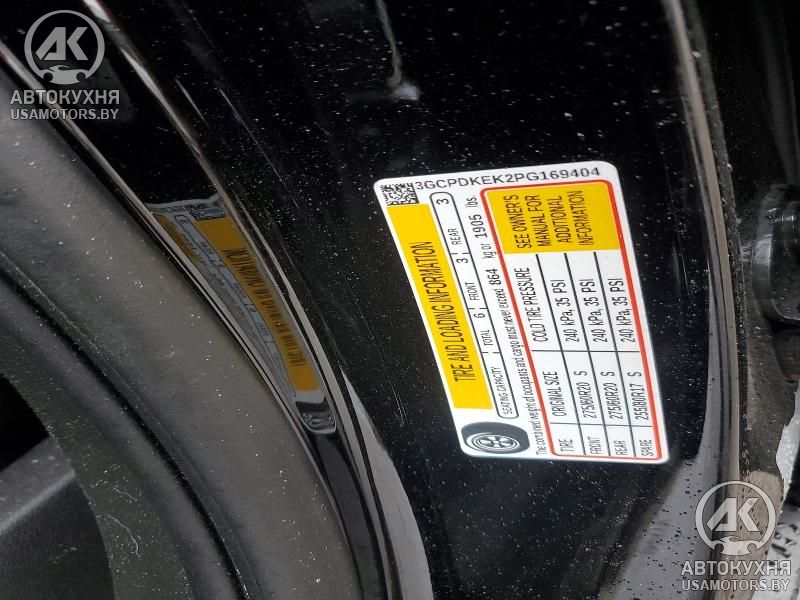 AK
АВТОКУХНЯ
USAMOTORS.BY
3GCPDKEK2PG169404
TIRE AND LOADING INFORMATION
SEATING CAPACITY TOTAL 6 FRONT 3 REAR 3
The combined weight of occupants and cargo must never exceed 864 kg or 1905 lbs.
TIRE ORIGINAL SIZE COLD TIRE PRESSURE
FRONT 275/60R20 S 240 kPa, 35 PSI
REAR 275/60R20 S 240 kPa, 35 PSI
SPARE 255/80R17 S 240 kPa, 35 PSI
SEE OWNER'S
MANUAL FOR
ADDITIONAL
INFORMATION
AK
АВТОКУХНЯ
USAMOTORS.BY